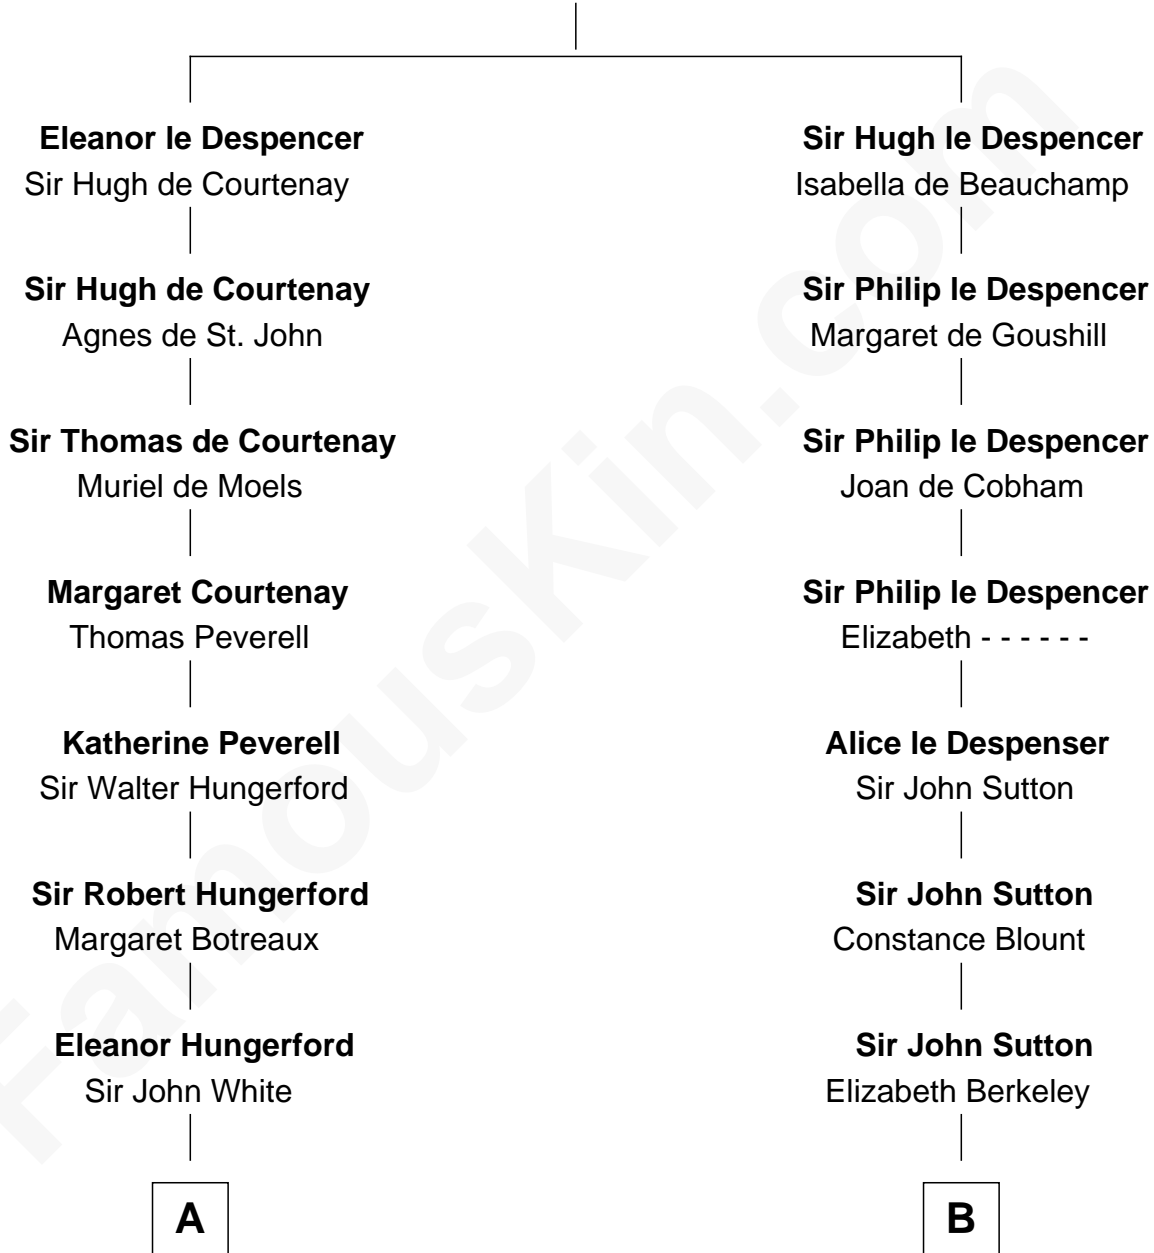 Eleanor le Despencer
Sir Hugh de Courtenay
Sir Hugh de Courtenay
Agnes de St. John
Sir Thomas de Courtenay
Muriel de Moels
Margaret Courtenay
Thomas Peverell
Katherine Peverell
Sir Walter Hungerford
Sir Robert Hungerford
Margaret Botreaux
Eleanor Hungerford
Sir John White
A
Sir Hugh le Despencer
Isabella de Beauchamp
Sir Philip le Despencer
Margaret de Goushill
Sir Philip le Despencer
Joan de Cobham
Sir Philip le Despencer
Elizabeth - - - - - -
Alice le Despenser
Sir John Sutton
Sir John Sutton
Constance Blount
Sir John Sutton
Elizabeth Berkeley
B
FamousKin.com